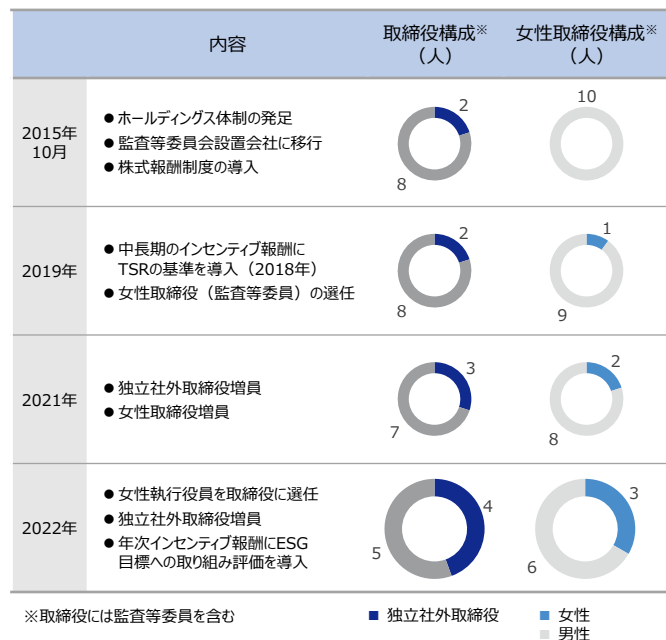 内容
取締役構成※
（人）
女性取締役構成※
（人）
2015年
10月
● ホールディングス体制の発足
● 監査等委員会設置会社に移行
● 株式報酬制度の導入
2
8
10
2019年
● 中長期のインセンティブ報酬に
TSRの基準を導入（2018年）
● 女性取締役（監査等委員）の選任
2
8
1
9
2021年
● 独立社外取締役増員
● 女性取締役増員
3
7
2
8
2022年
● 女性執行役員を取締役に選任
● 独立社外取締役増員
● 年次インセンティブ報酬にESG
目標への取り組み評価を導入
4
5
3
6
※取締役には監査等委員を含む
■ 独立社外取締役
■ 女性
■ 男性